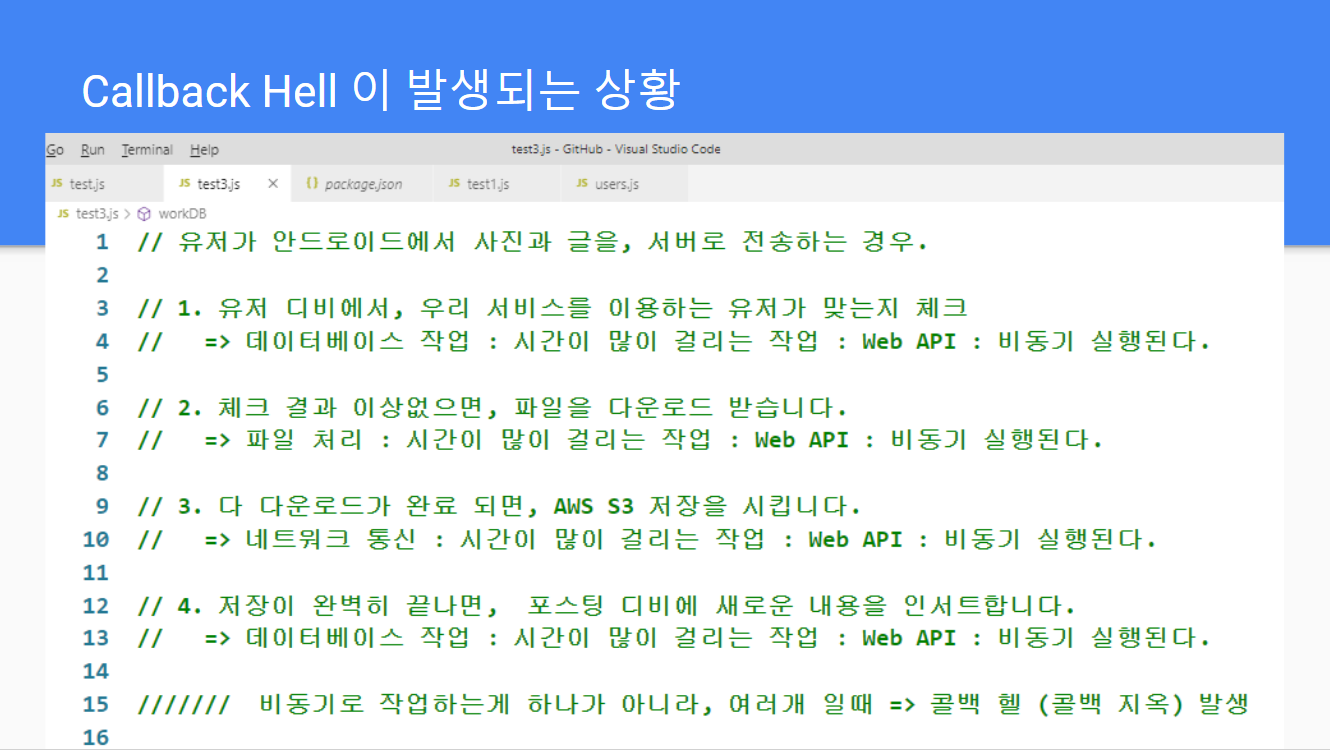 Callback Hell 이 발생되는 상황
Go Run Terminal Help test3.js - GitHub - Visual Studio Code
JS test.js JS test3.js × {} package.json JS test1.js JS users.js
JS test3.js > workDB
1 // 유저가 안드로이드에서 사진과 글을, 서버로 전송하는 경우.
2
3 // 1. 유저 디비에서, 우리 서비스를 이용하는 유저가 맞는지 체크
4 // => 데이터베이스 작업 : 시간이 많이 걸리는 작업 : Web API : 비동기 실행된다.
5
6 // 2. 체크 결과 이상없으면, 파일을 다운로드 받습니다.
7 // => 파일 처리 : 시간이 많이 걸리는 작업 : Web API : 비동기 실행된다.
8
9 // 3. 다 다운로드가 완료 되면, AWS S3 저장을 시킵니다.
10 // => 네트워크 통신 : 시간이 많이 걸리는 작업 : Web API : 비동기 실행된다.
11
12 // 4. 저장이 완벽히 끝나면, 포스팅 디비에 새로운 내용을 인서트합니다.
13 // => 데이터베이스 작업 : 시간이 많이 걸리는 작업 : Web API : 비동기 실행된다.
14
15 /////// 비동기로 작업하는게 하나가 아니라, 여러개 일때 => 콜백 헬 (콜백 지옥) 발생
16